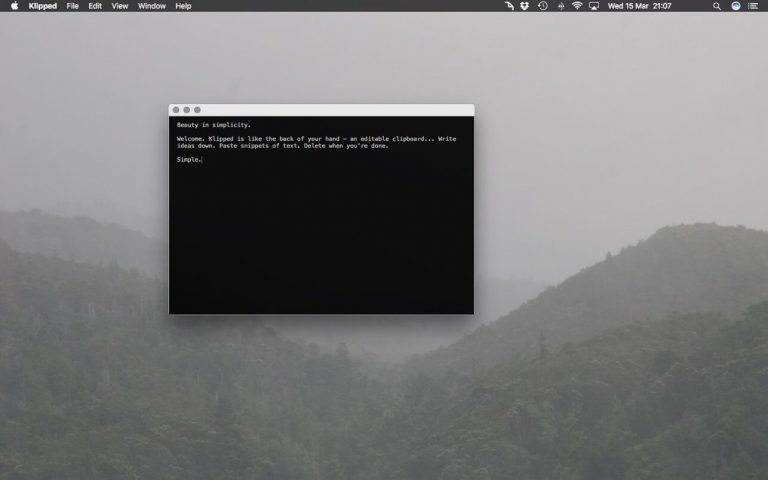 Klipped File Edit View Window Help Wed 15 Mar 21:07
Beauty in simplicity.
Welcome. Klipped is like the back of your hand – an editable clipboard... Write
ideas down. Paste snippets of text. Delete when you're done.
Simple.